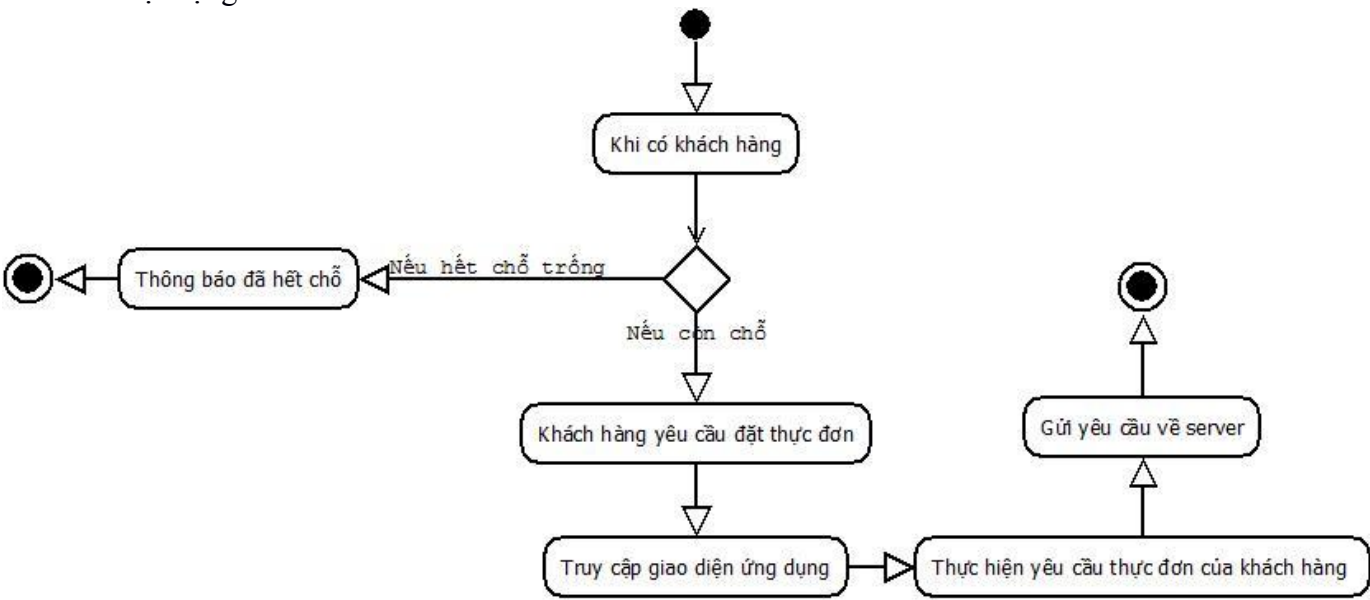 Khi có khách hàng
Nếu hết chỗ trống
Thông báo đã hết chỗ
Nếu còn chỗ
Khách hàng yêu cầu đặt thực đơn
Gửi yêu cầu về server
Truy cập giao diện ứng dụng
Thực hiện yêu cầu thực đơn của khách hàng